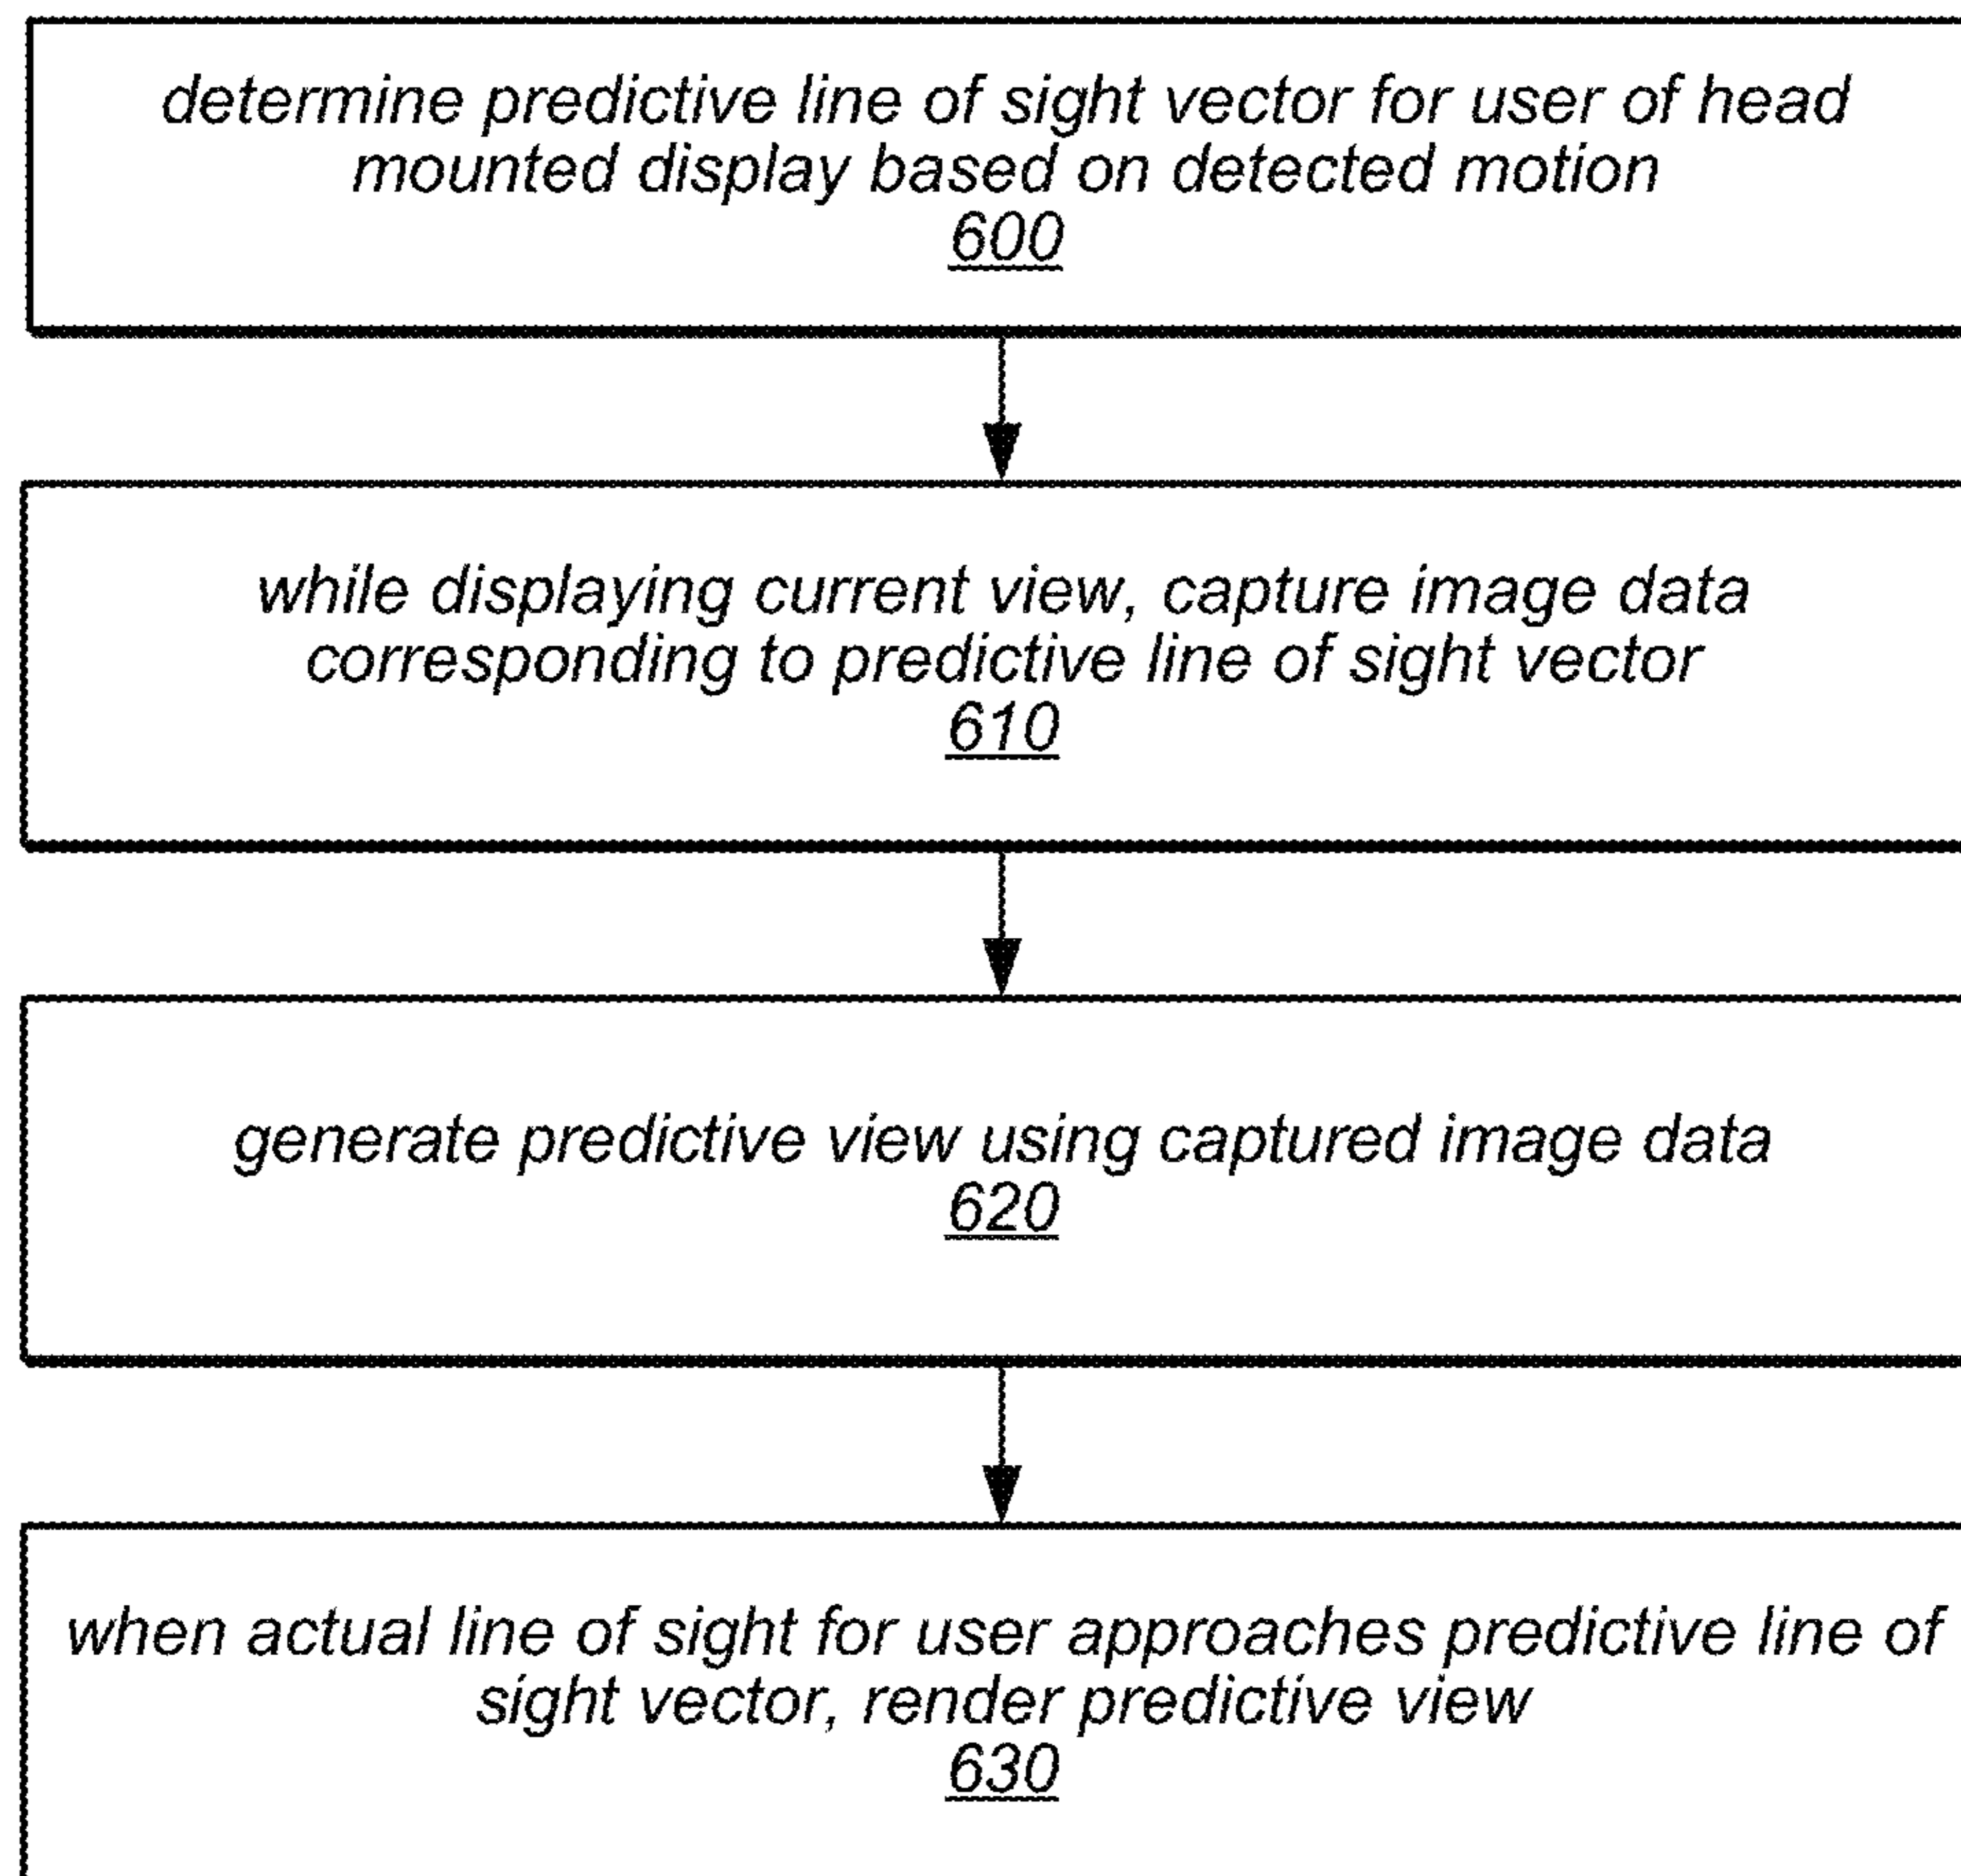 determine predictive line of sight vector for user of head
mounted display based on detected motion
600
while displaying current view, capture image data
corresponding to predictive line of sight vector
610
generate predictive view using captured image data
620
when actual line of sight for user approaches predictive line of
sight vector, render predictive view
630